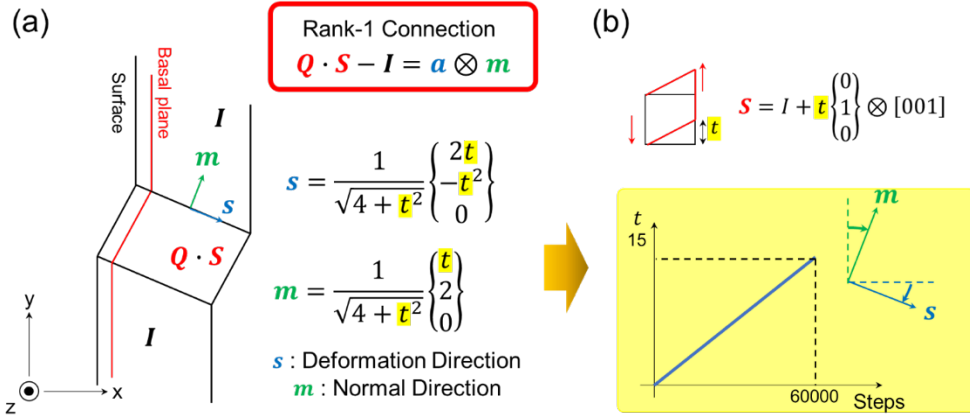 (a)
Rank-1 Connection
Q · S − I = a ⊗ m
Surface
Basal plane
I
m
s
Q · S
I
y
x
z
s = 1/√(4 + t²) {2t, −t², 0}
m = 1/√(4 + t²) {t, 2, 0}
s : Deformation Direction
m : Normal Direction
(b)
t
S = I + t {0, 1, 0} ⊗ [001]
t
15
60000
Steps
m
s